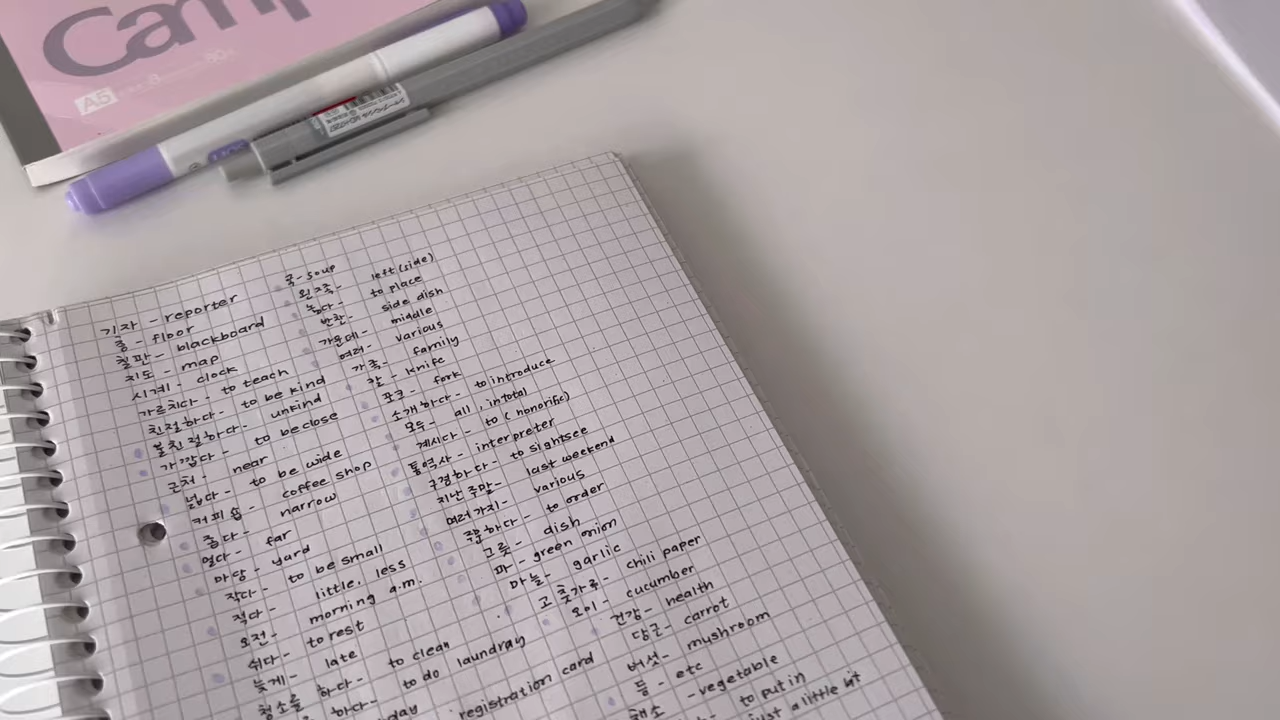 Camp
A5
기자 - reporter
층 - floor
칠판 - blackboard
지도 - map
시계 - clock
가르치다 - to teach
친절하다 - to be kind
불친절하다 - unkind
가깝다 - to be close
근처 - near
넓다 - to be wide
커피숍 - coffee shop
좁다 - narrow
멀다 - far
마당 - yard
작다 - to be small
적다 - little, less
오전 - morning a.m.
쉬다 - to rest
늦게 - late
청소를 하다 - to clean
하다 - to do laundry
registration card
국 - soup
왼쪽 - left (side)
놓다 - to place
반찬 - side dish
가운데 - middle
여러 - various
가족 - family
칼 - knife
포크 - fork
소개하다 - to introduce
모두 - all, in total
계시다 - to (honorific)
통역사 - interpreter
구경하다 - to sightsee
지난 주말 - last weekend
여러가지 - various
주문하다 - to order
그릇 - dish
파 - green onion
마늘 - garlic
고춧가루 - chili paper
오이 - cucumber
건강 - health
당근 - carrot
버섯 - mushroom
등 - etc
채소 - vegetable
to put in
just a little bit